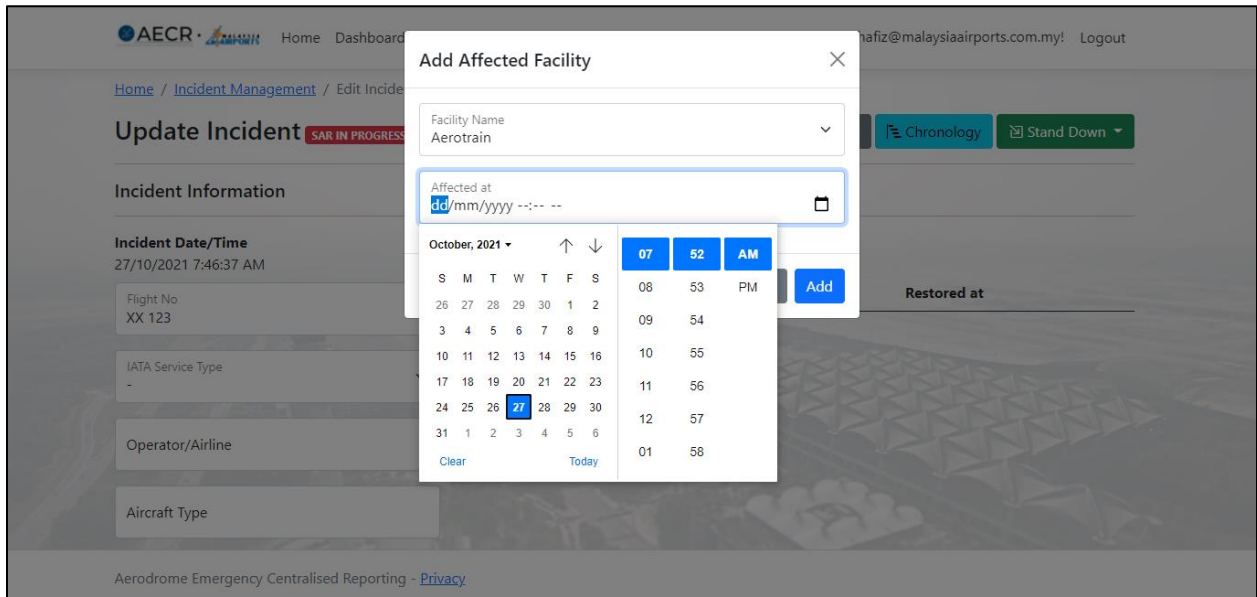 AECR · MALAYSIA AIRPORTS Home Dashboard hafiz@malaysiaairports.com.my! Logout
Add Affected Facility
Home / Incident Management / Edit Incide
Update Incident SAR IN PROGRESS Chronology Stand Down
Facility Name
Aerotrain
Incident Information
Affected at
dd/mm/yyyy --:-- --
Incident Date/Time
27/10/2021 7:46:37 AM
October, 2021
S M T W T F S
26 27 28 29 30 1 2
3 4 5 6 7 8 9
10 11 12 13 14 15 16
17 18 19 20 21 22 23
24 25 26 27 28 29 30
31 1 2 3 4 5 6
Clear Today
07 52 AM
08 53 PM
09 54
10 55
11 56
12 57
01 58
Add
Restored at
Flight No
XX 123
IATA Service Type
-
Operator/Airline
Aircraft Type
Aerodrome Emergency Centralised Reporting - Privacy